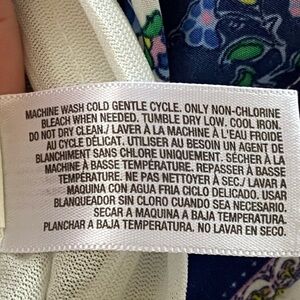 MACHINE WASH COLD GENTLE CYCLE. ONLY NON-CHLORINE
BLEACH WHEN NEEDED. TUMBLE DRY LOW. COOL IRON.
DO NOT DRY CLEAN./ LAVER À LA MACHINE À L'EAU FROIDE
AU CYCLE DÉLICAT. UTILISER AU BESOIN UN AGENT DE
BLANCHIMENT SANS CHLORE UNIQUEMENT. SÉCHER À LA
MACHINE À BASSE TEMPÉRATURE. REPASSER À BASSE
TEMPÉRATURE. NE PAS NETTOYER À SEC./ LAVAR A
MAQUINA CON AGUA FRIA CICLO DELICADO. USAR
BLANQUEADOR SIN CLORO CUANDO SEA NECESARIO.
SECAR A MAQUINA A BAJA TEMPERATURA.
PLANCHAR A BAJA TEMPERATURA. NO LAVAR EN SECO.